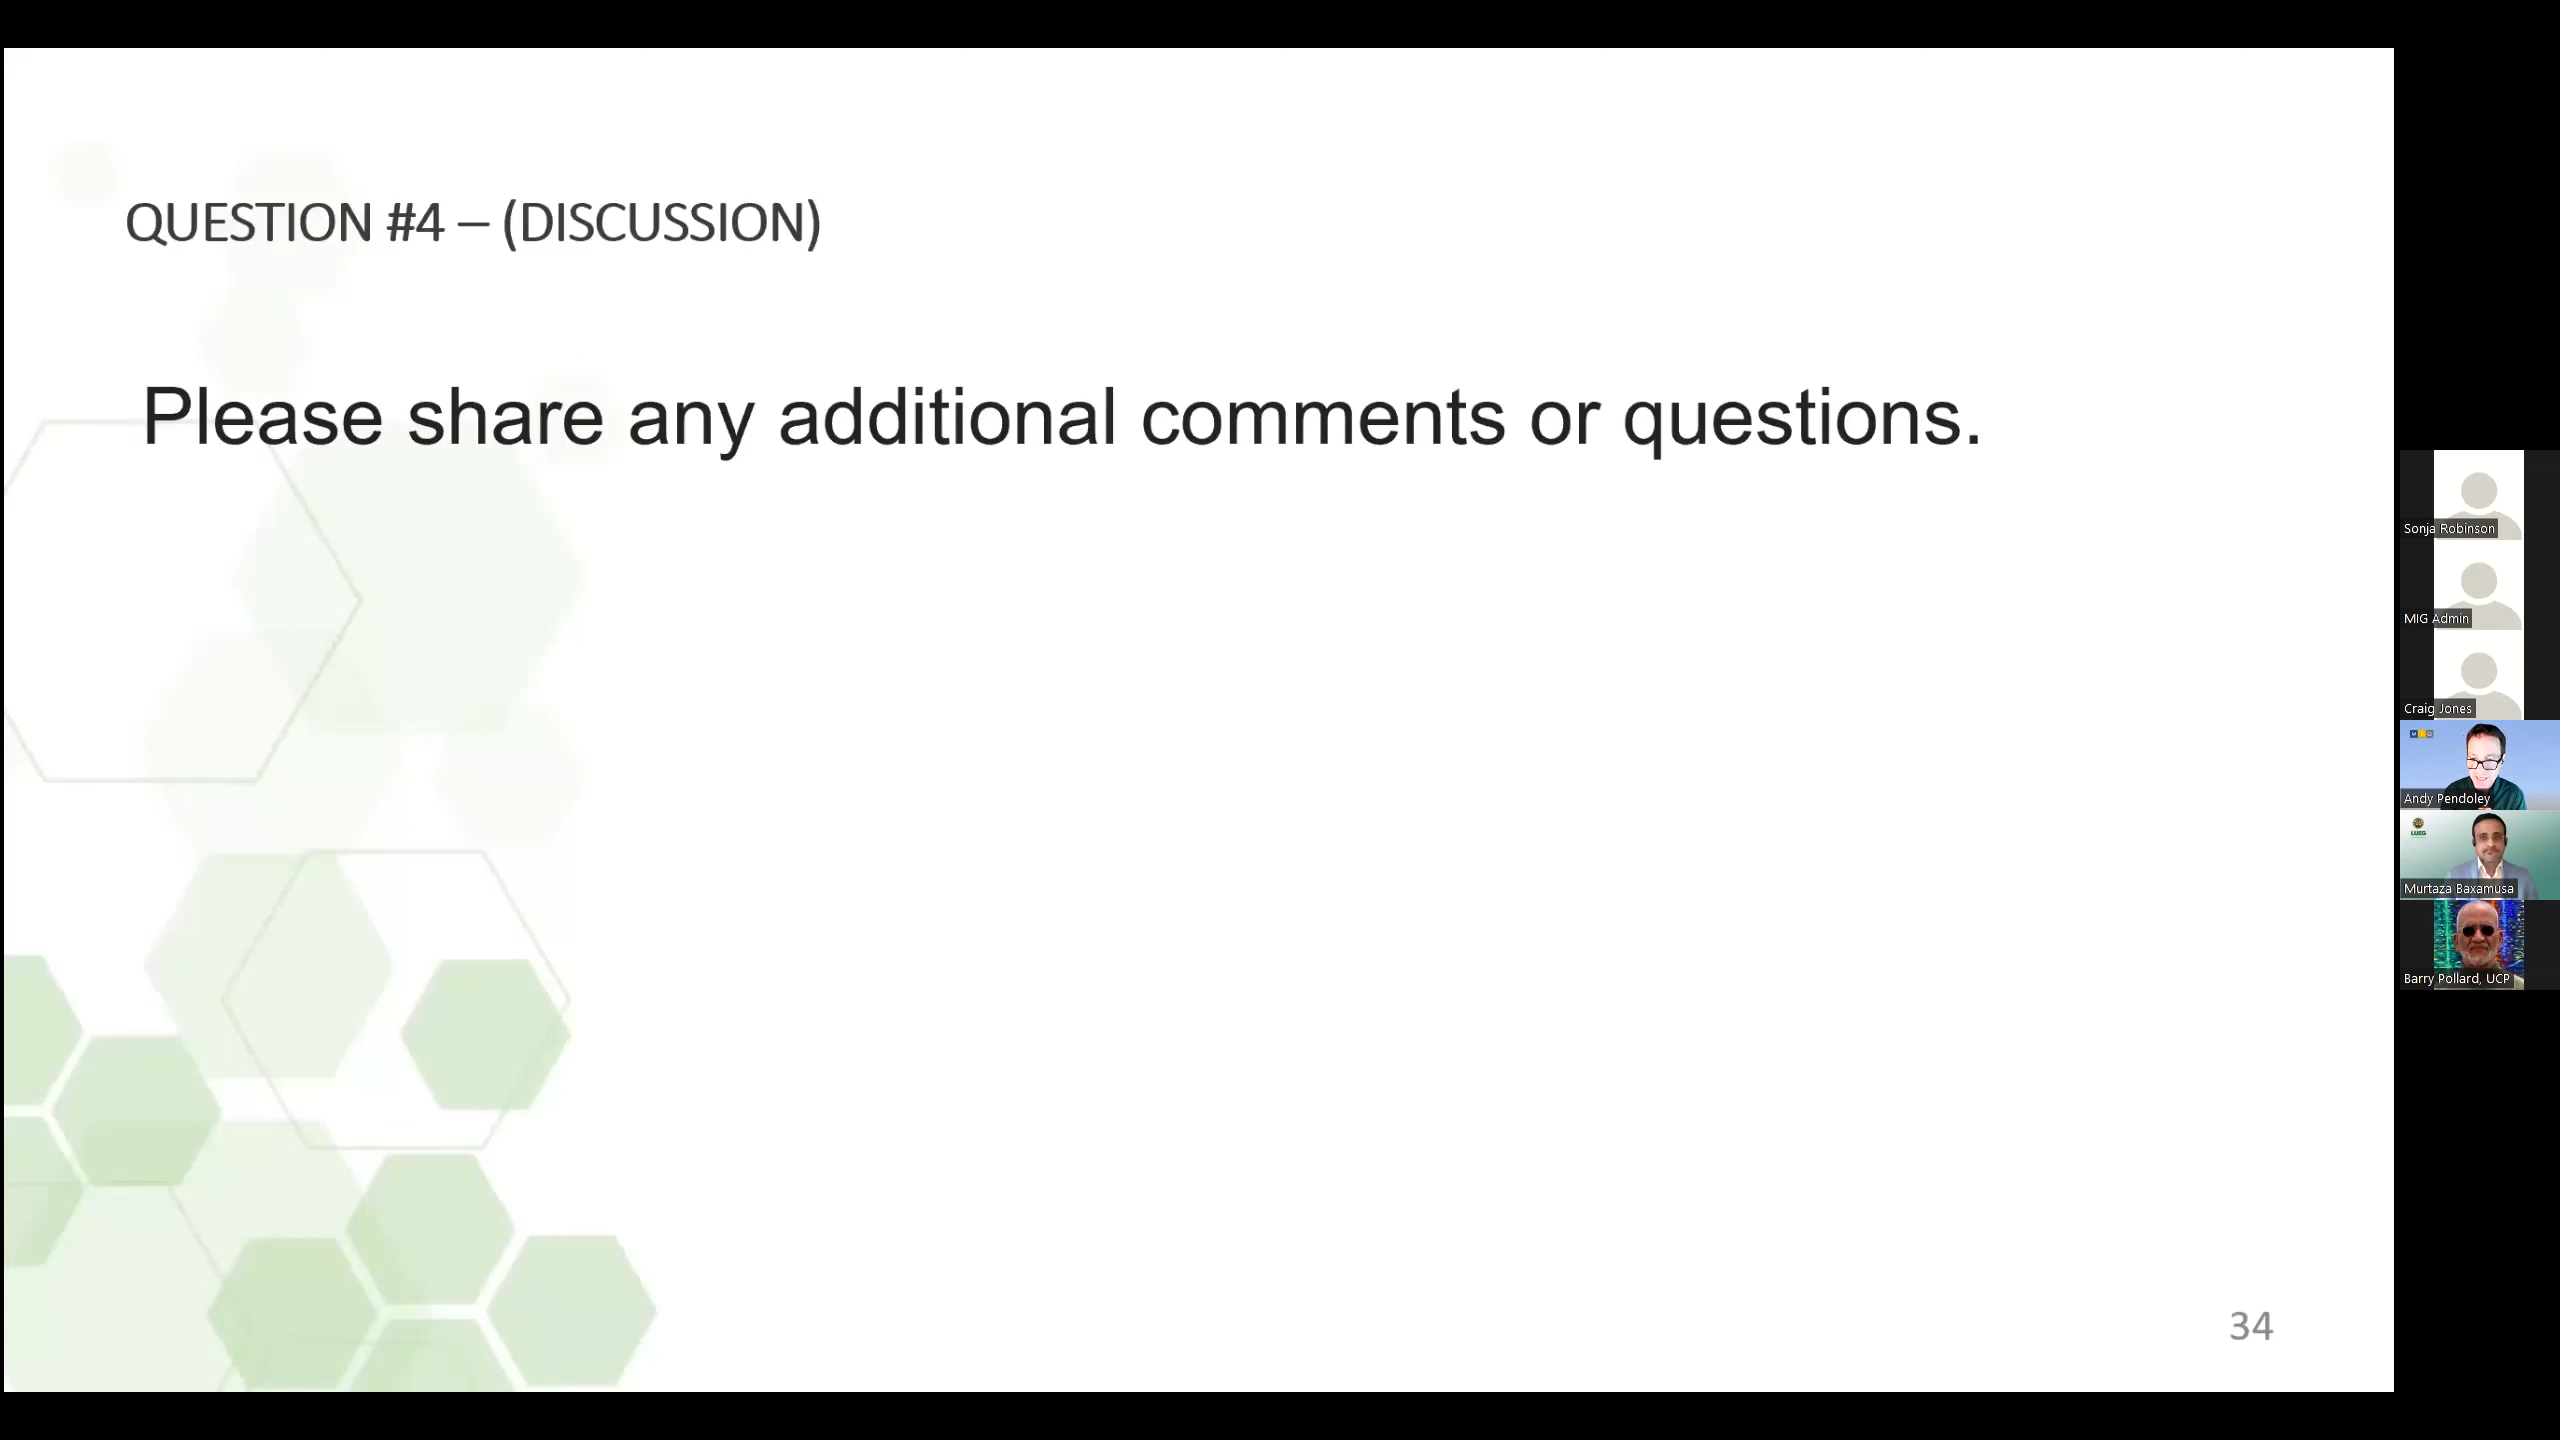 QUESTION #4 – (DISCUSSION)
Please share any additional comments or questions.
34
Sonja Robinson
MIG Admin
Craig Jones
Andy Pendoley
LUEG
Murtaza Baxamusa
Barry Pollard, UCP